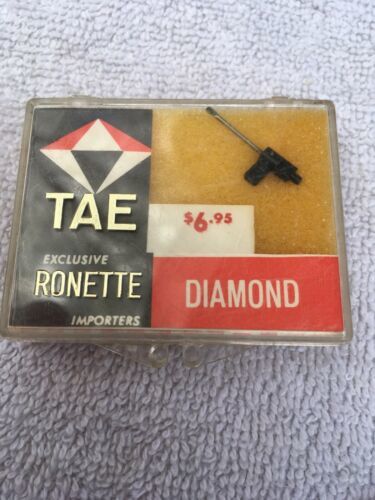 TAE
$6.95
EXCLUSIVE
RONETTE
IMPORTERS
DIAMOND